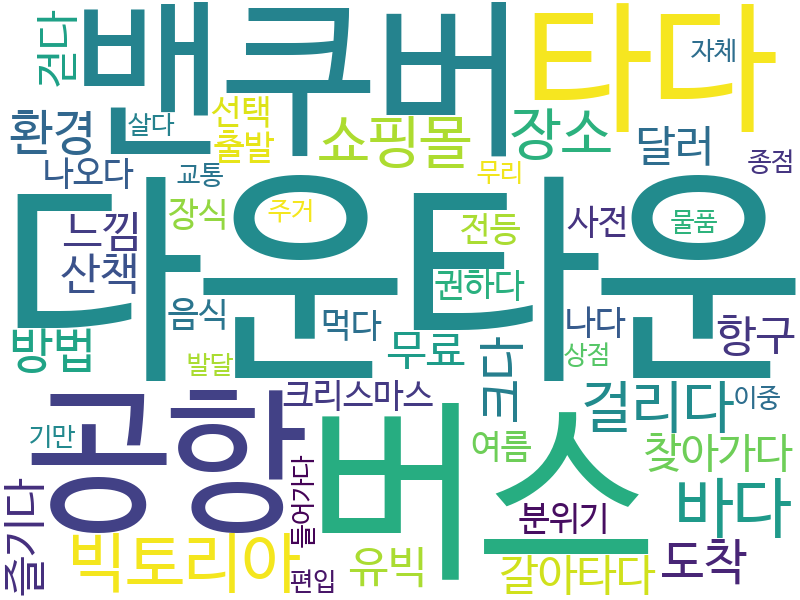 밴쿠버
타다
걷다
자체
환경
살다
선택
출발
쇼핑몰
장소
달러
종점
나오다
교통
무리
다운타운
느낌
장식
주거
전등
사전
물품
산책
권하다
음식
먹다
나다
항구
방법
발달
무료
크다
상점
크리스마스
걸리다
이중
기만
공항
버스
여름
찾아가다
즐기다
들어가다
분위기
바다
빅토리아
유빅
갈아타다
도착
편입